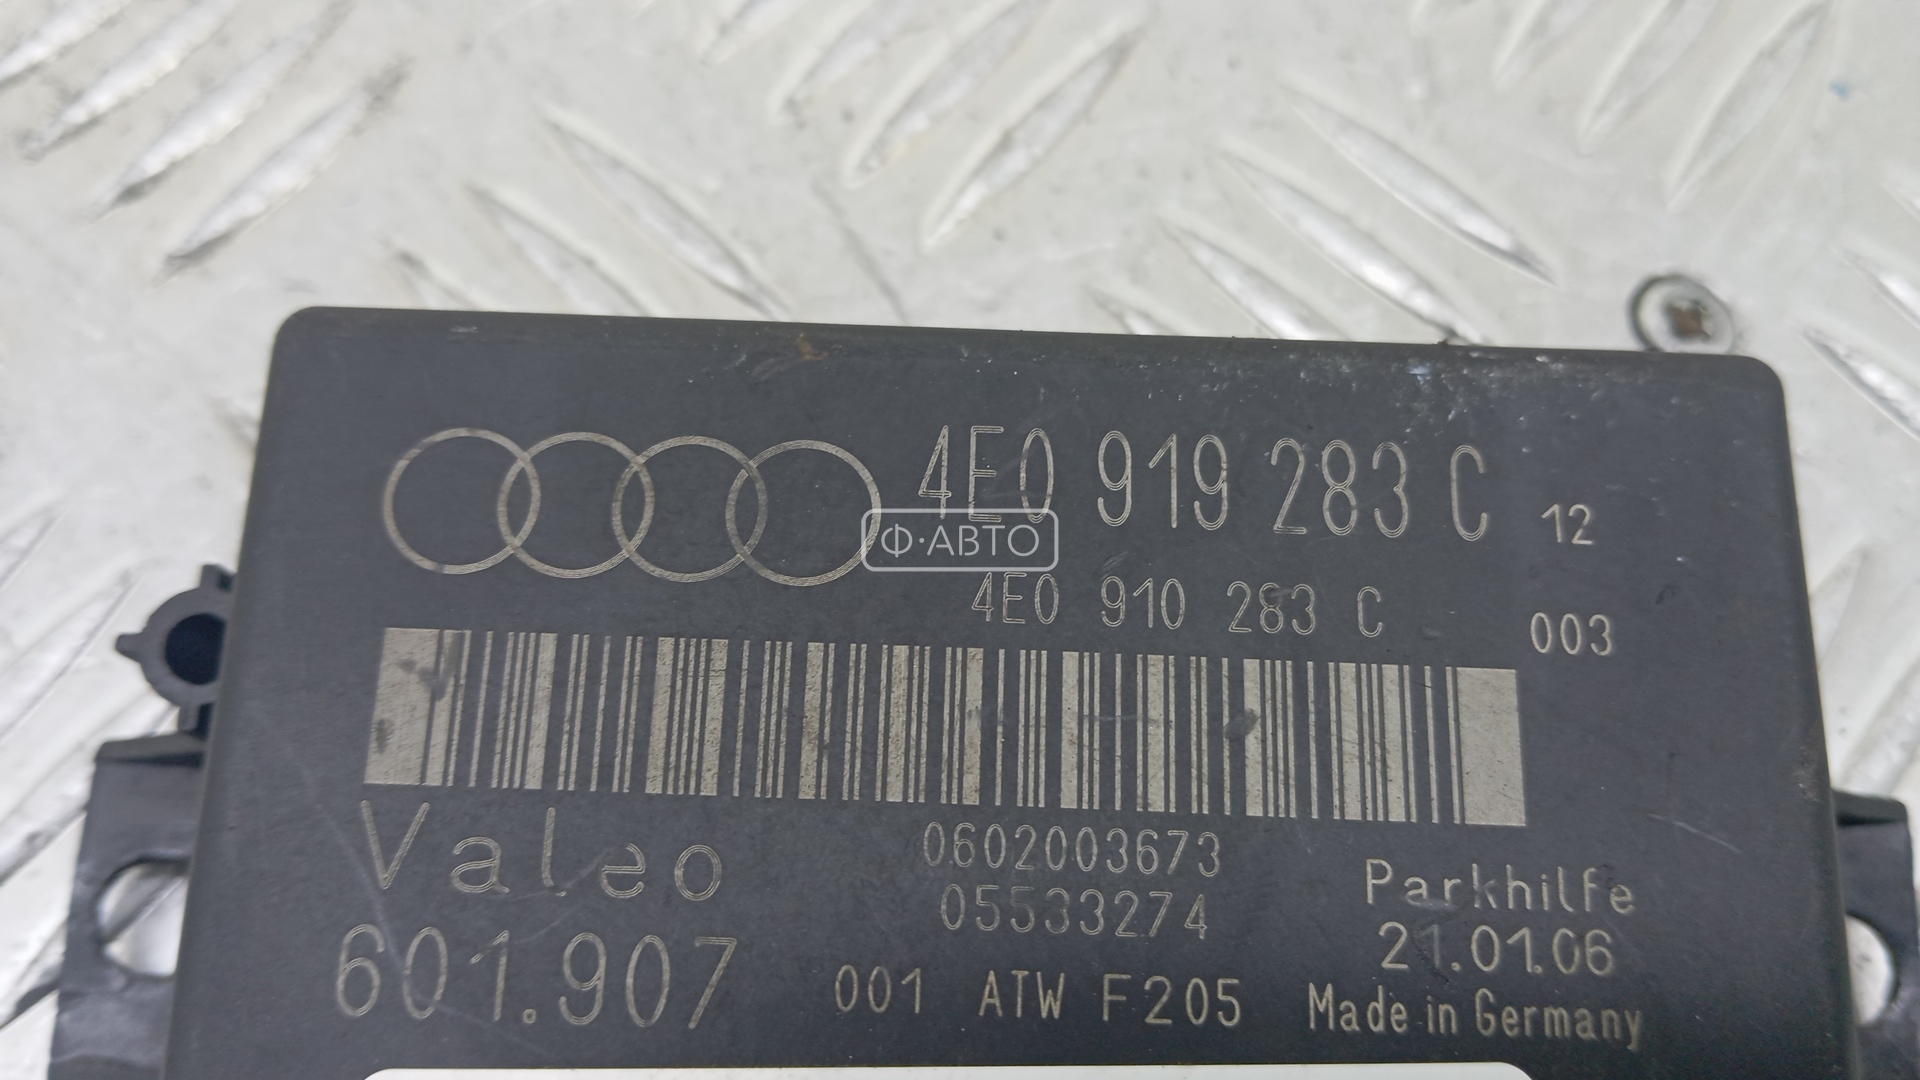 4E0 919 283 C 12
Ф·АВТО
4E0 910 283 C 003
Valeo 0602003673
05533274 Parkhilfe
21.01.06
601.907 001 ATW F205 Made in Germany